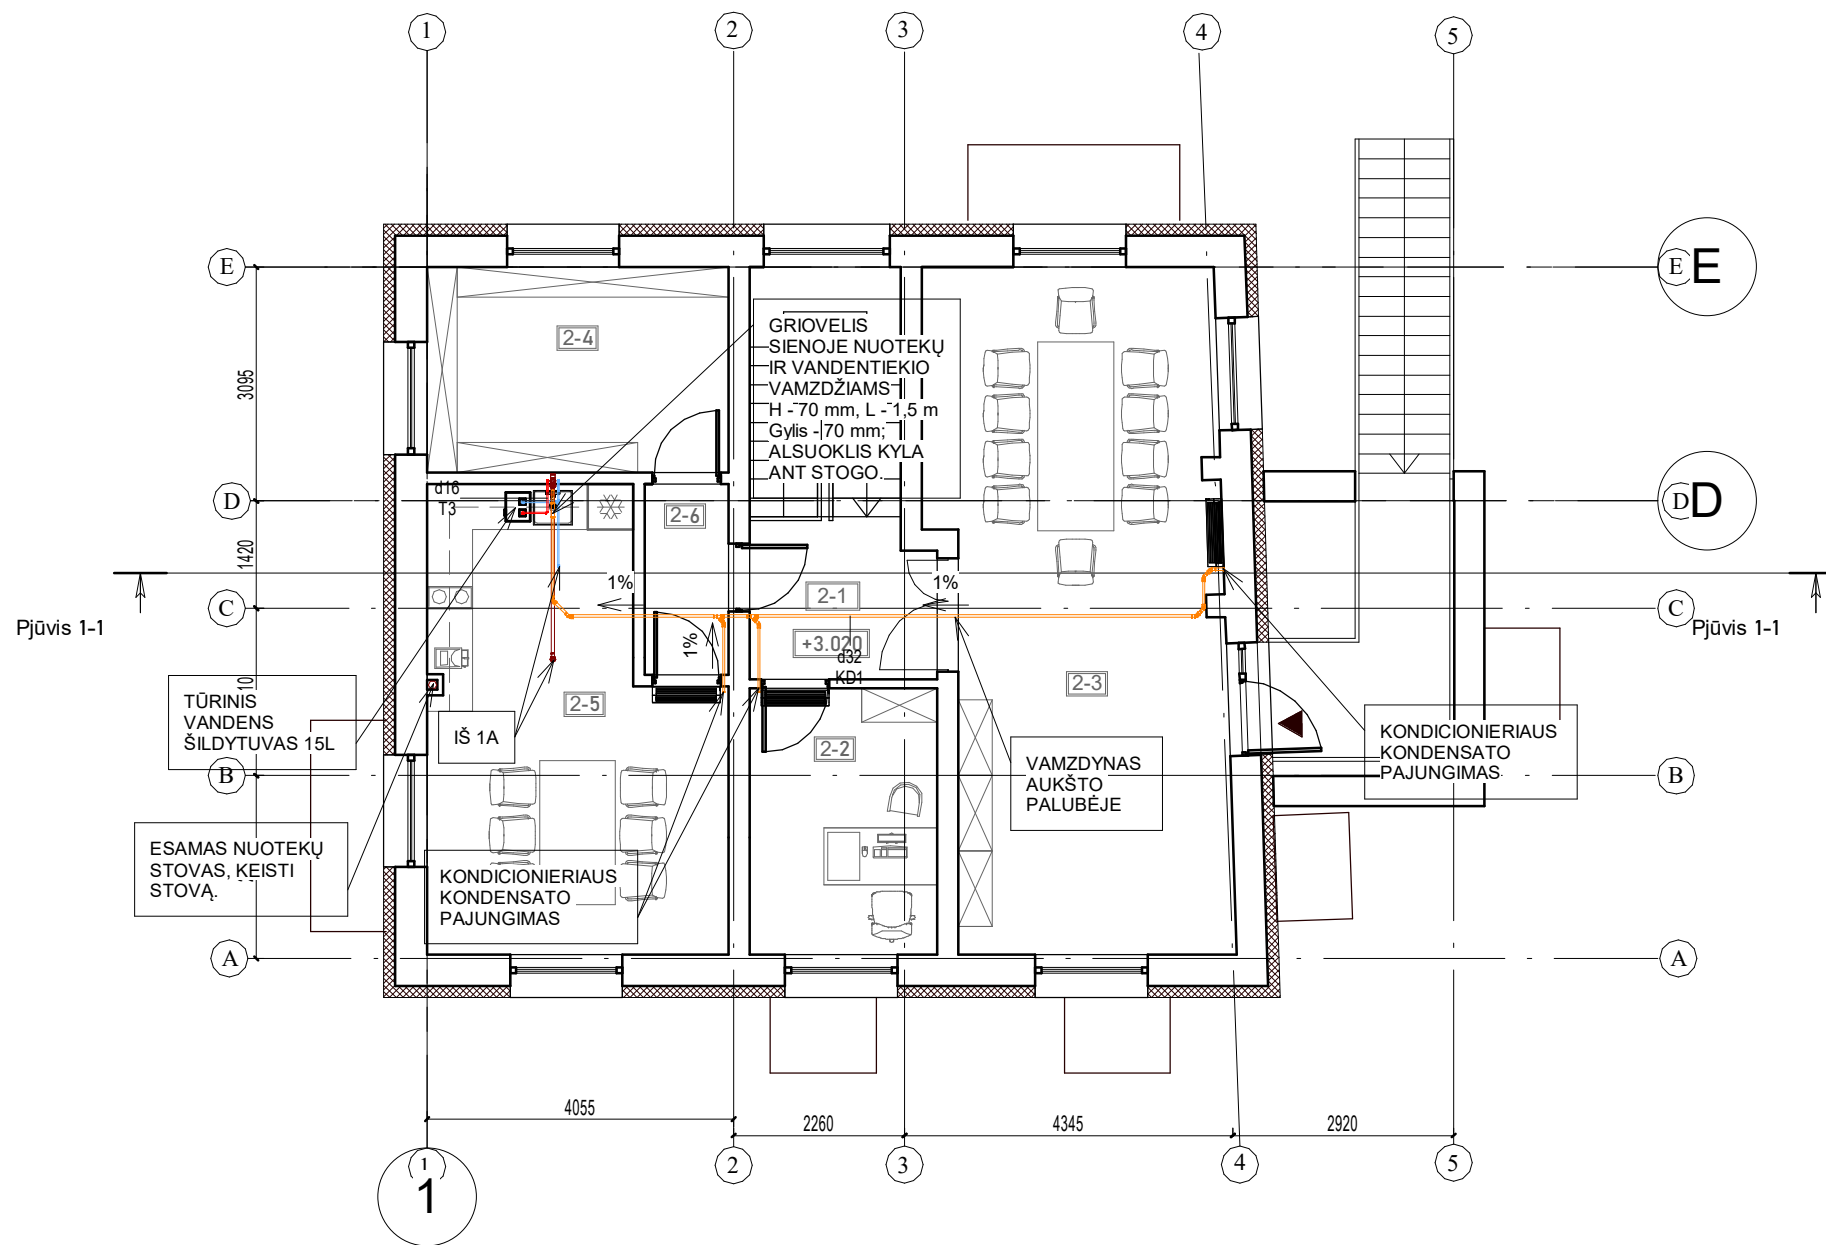 1
2
3
4
5
E
E
E
2-4
GRIOVELIS
SIENOJE NUOTEKŲ
IR VANDENTIEKIO
VAMZDŽIAMS
H - 70 mm, L - 1,5 m
Gylis - 70 mm;
ALSUOKLIS KYLA
ANT STOGO.
3095
D
d16
T3
2-6
D
D
1420
1%
1%
2-1
C
C
Pjūvis 1-1
Pjūvis 1-1
1%
+3.020
d32
KD1
10
2-3
TŪRINIS
VANDENS
ŠILDYTUVAS 15L
2-5
IŠ 1A
2-2
KONDICIONIERIAUS
KONDENSATO
PAJUNGIMAS
VAMZDYNAS
AUKŠTO
PALUBĖJE
B
B
ESAMAS NUOTEKŲ
STOVAS, KEISTI
STOVĄ.
KONDICIONIERIAUS
KONDENSATO
PAJUNGIMAS
A
A
4055
2260
4345
2920
1
2
3
4
5
1